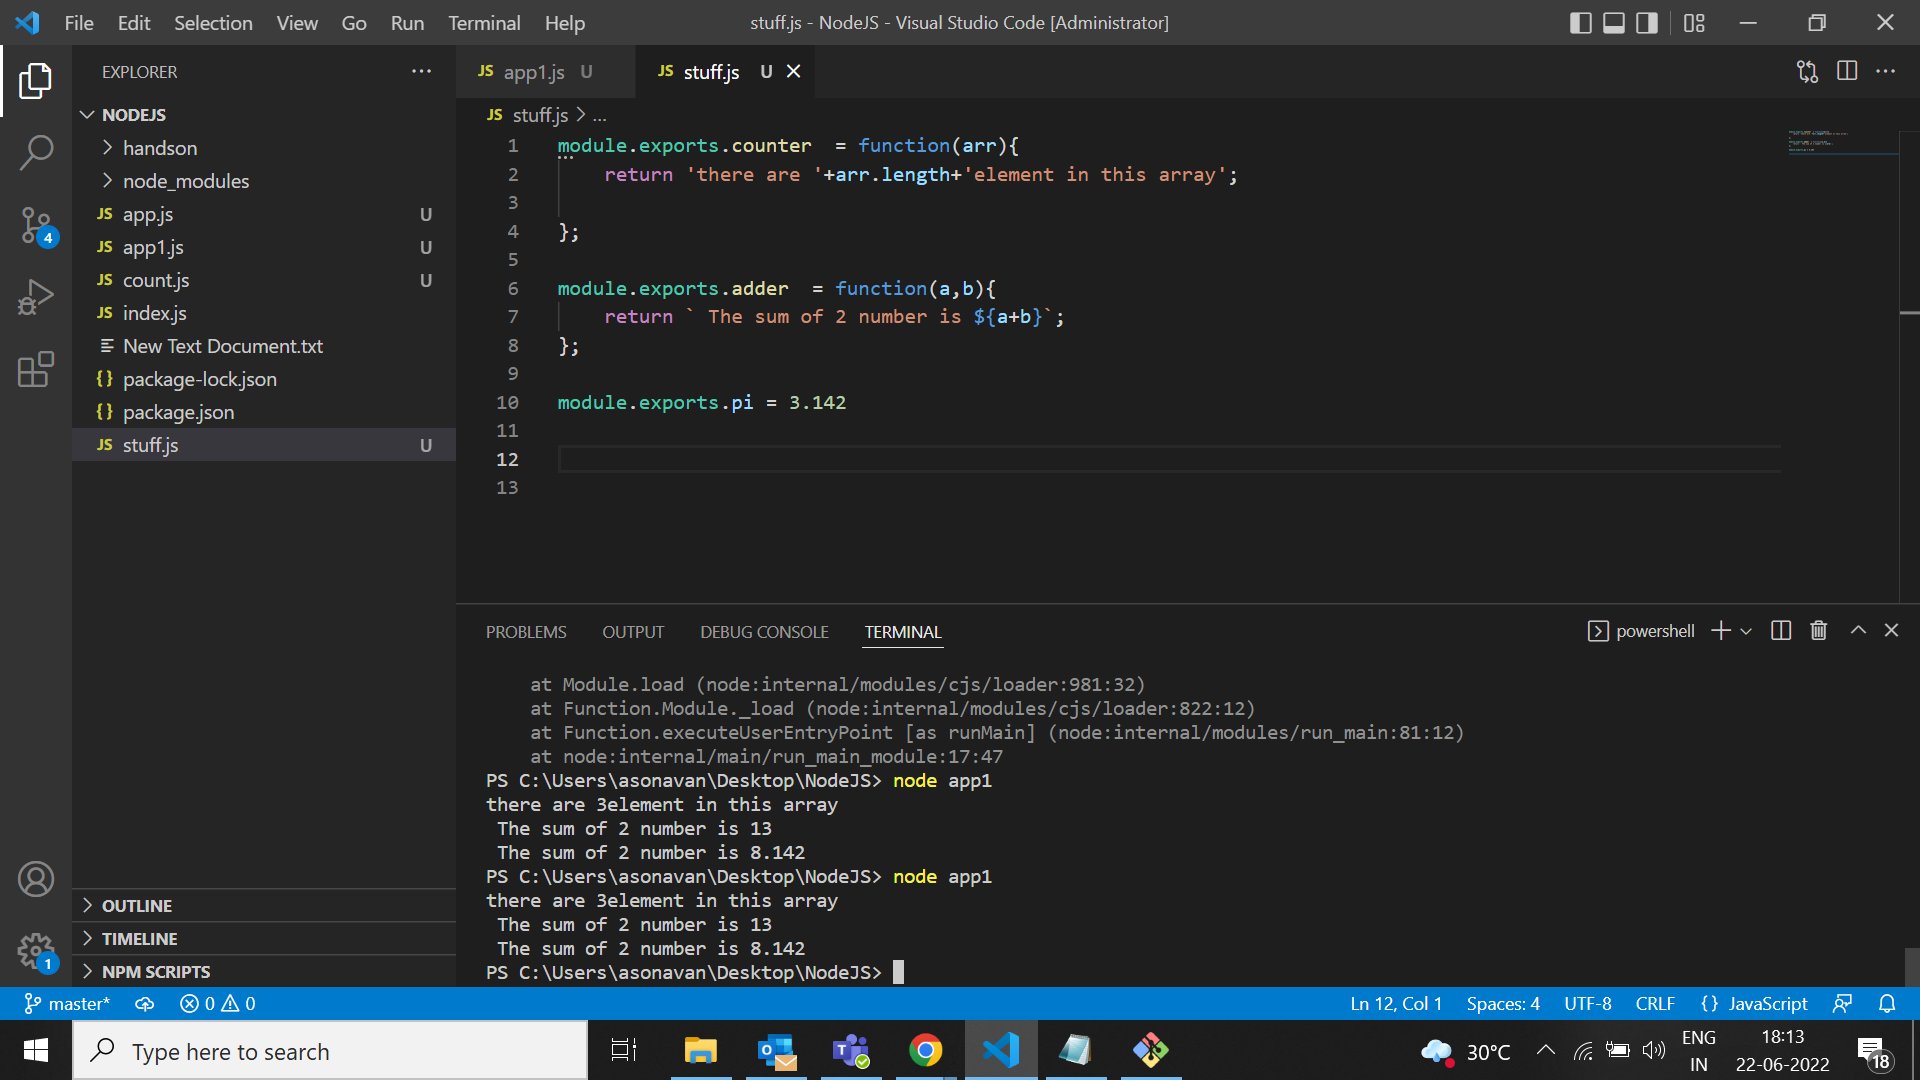 File Edit Selection View Go Run Terminal Help
stuff.js - NodeJS - Visual Studio Code [Administrator]
EXPLORER
JS app1.js U
JS stuff.js U
NODEJS
handson
node_modules
JS app.js U
JS app1.js U
JS count.js U
JS index.js
New Text Document.txt
{} package-lock.json
{} package.json
JS stuff.js U
4
JS stuff.js > ...
1 module.exports.counter  = function(arr){
2     return 'there are '+arr.length+'element in this array';
3
4 };
5
6 module.exports.adder  = function(a,b){
7     return ` The sum of 2 number is ${a+b}`;
8 };
9
10 module.exports.pi = 3.142
11
12
13
PROBLEMS OUTPUT DEBUG CONSOLE TERMINAL
powershell
at Module.load (node:internal/modules/cjs/loader:981:32)
at Function.Module._load (node:internal/modules/cjs/loader:822:12)
at Function.executeUserEntryPoint [as runMain] (node:internal/modules/run_main:81:12)
at node:internal/main/run_main_module:17:47
PS C:\Users\asonavan\Desktop\NodeJS> node app1
there are 3element in this array
 The sum of 2 number is 13
 The sum of 2 number is 8.142
PS C:\Users\asonavan\Desktop\NodeJS> node app1
there are 3element in this array
 The sum of 2 number is 13
 The sum of 2 number is 8.142
PS C:\Users\asonavan\Desktop\NodeJS>
OUTLINE
TIMELINE
NPM SCRIPTS
1
master* 0 0
Ln 12, Col 1 Spaces: 4 UTF-8 CRLF {} JavaScript
Type here to search
30°C
ENG
IN
18:13
22-06-2022
18